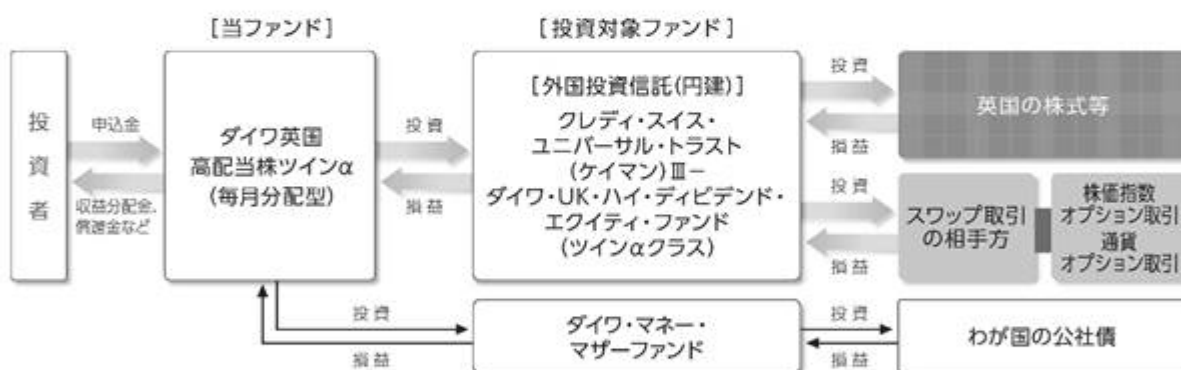 [当ファンド]
[投資対象ファンド]
投資者
申込金
収益分配金、
償還金など
ダイワ英国
高配当株ツインα
(毎月分配型)
投資
損益
[外国投資信託(円建)]
クレディ・スイス・
ユニバーサル・トラスト
(ケイマン)Ⅲ－
ダイワ・UK・ハイ・ディビデンド・
エクイティ・ファンド
(ツインαクラス)
投資
損益
英国の株式等
投資
損益
スワップ取引
の相手方
株価指数
オプション取引
通貨
オプション取引
投資
損益
ダイワ・マネー・
マザーファンド
投資
損益
わが国の公社債